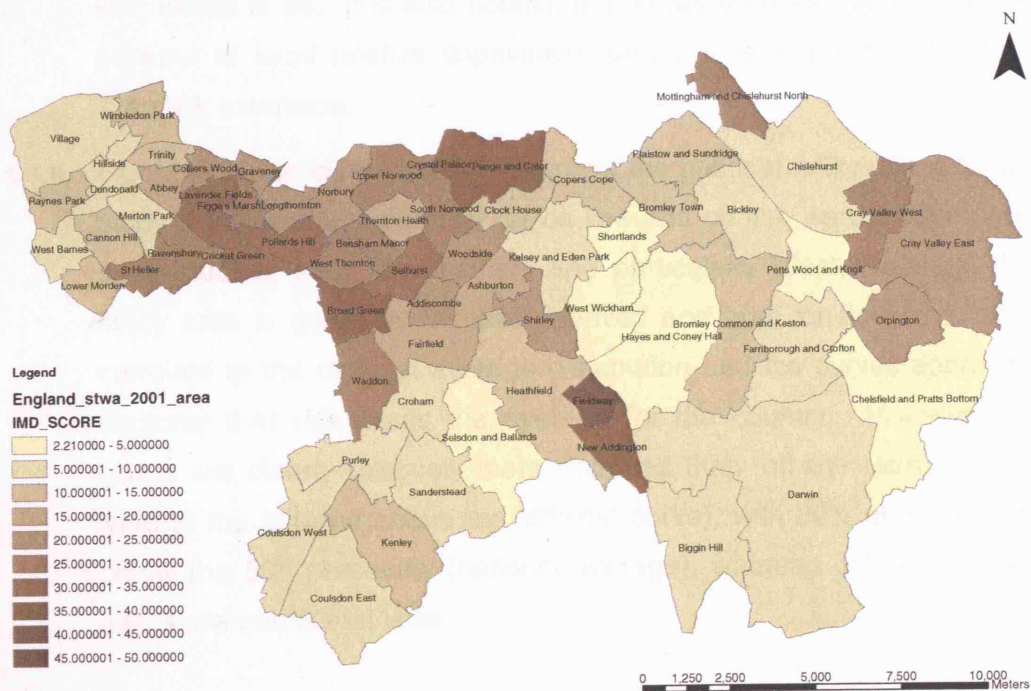 N
Mottingham and Chislehurst North
Wimbledon Park
Village
Trinity
Hillside
Colliers Wood
Graveney
Crystal Palace
Penge and Cator
Plaistow and Sundridge
Chislehurst
Upper Norwood
Copers Cope
Dundonald
Abbey
Lavender Fields
Norbury
Raynes Park
Figge's Marsh
Longthornton
South Norwood
Clock House
Bromley Town
Bickley
Cray Valley West
Merton Park
Thornton Heath
Cannon Hill
Pollards Hill
Bensham Manor
Shortlands
West Barnes
Ravensbury
Cricket Green
Woodside
Kelsey and Eden Park
Cray Valley East
St Helier
West Thornton
Selhurst
Petts Wood and Knoll
Lower Morden
Ashburton
Addiscombe
Broad Green
West Wickham
Shirley
Bromley Common and Keston
Orpington
Hayes and Coney Hall
Fairfield
Farnborough and Crofton
Waddon
Heathfield
Fieldway
Croham
Chelsfield and Pratts Bottom
Selsdon and Ballards
New Addington
Purley
Sanderstead
Darwin
Coulsdon West
Kenley
Biggin Hill
Coulsdon East
Legend
England_stwa_2001_area
IMD_SCORE
2.210000 - 5.000000
5.000001 - 10.000000
10.000001 - 15.000000
15.000001 - 20.000000
20.000001 - 25.000000
25.000001 - 30.000000
30.000001 - 35.000000
35.000001 - 40.000000
40.000001 - 45.000000
45.000001 - 50.000000
0 1,250 2,500 5,000 7,500 10,000 Meters